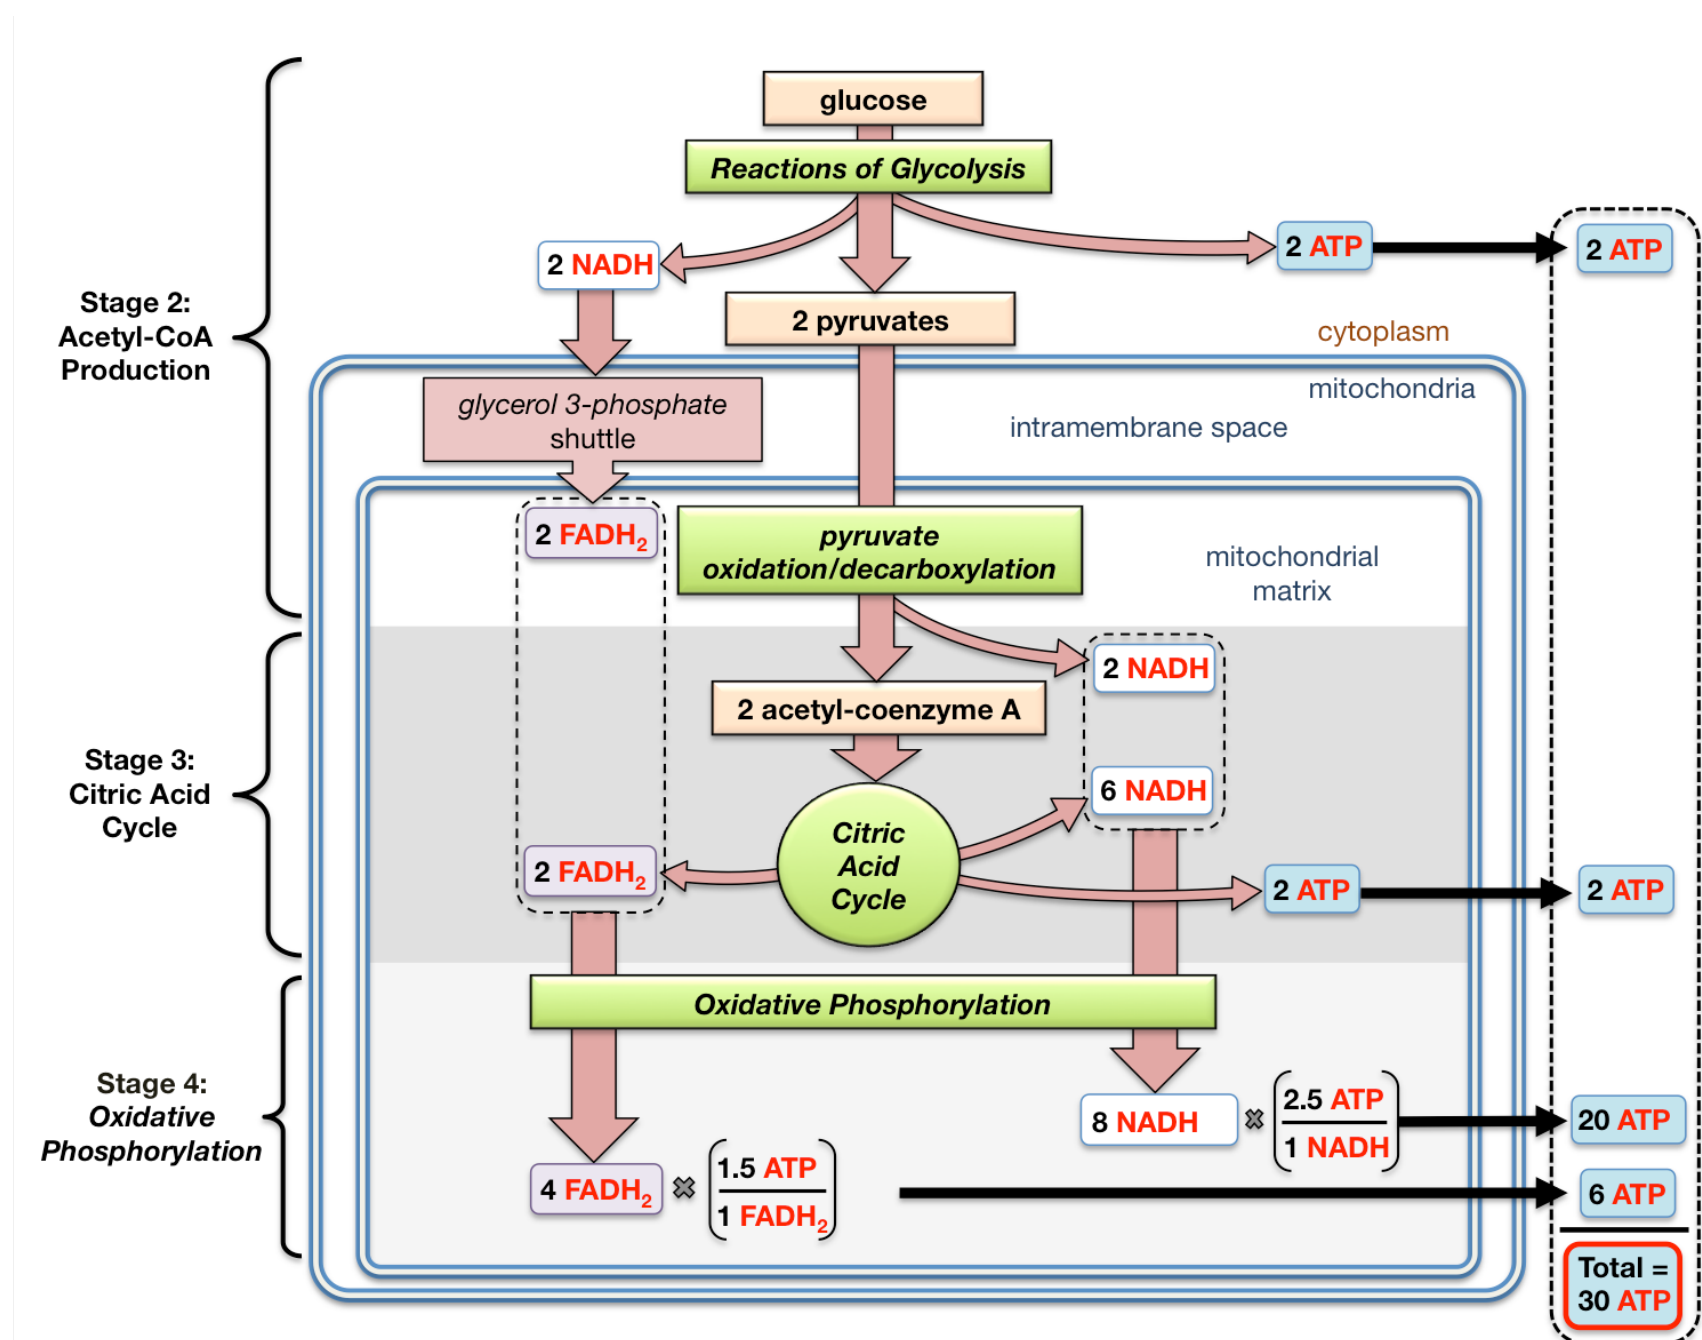 glucose
Reactions of Glycolysis
2 NADH
2 ATP
2 ATP
Stage 2:
Acetyl-CoA
Production
2 pyruvates
cytoplasm
mitochondria
glycerol 3-phosphate
shuttle
intramembrane space
2 FADH₂
pyruvate
oxidation/decarboxylation
mitochondrial
matrix
2 NADH
2 acetyl-coenzyme A
Stage 3:
Citric Acid
Cycle
6 NADH
Citric
Acid
Cycle
2 FADH₂
2 ATP
2 ATP
Oxidative Phosphorylation
Stage 4:
Oxidative
Phosphorylation
8 NADH
×
2.5 ATP
1 NADH
20 ATP
4 FADH₂
×
1.5 ATP
1 FADH₂
6 ATP
Total =
30 ATP